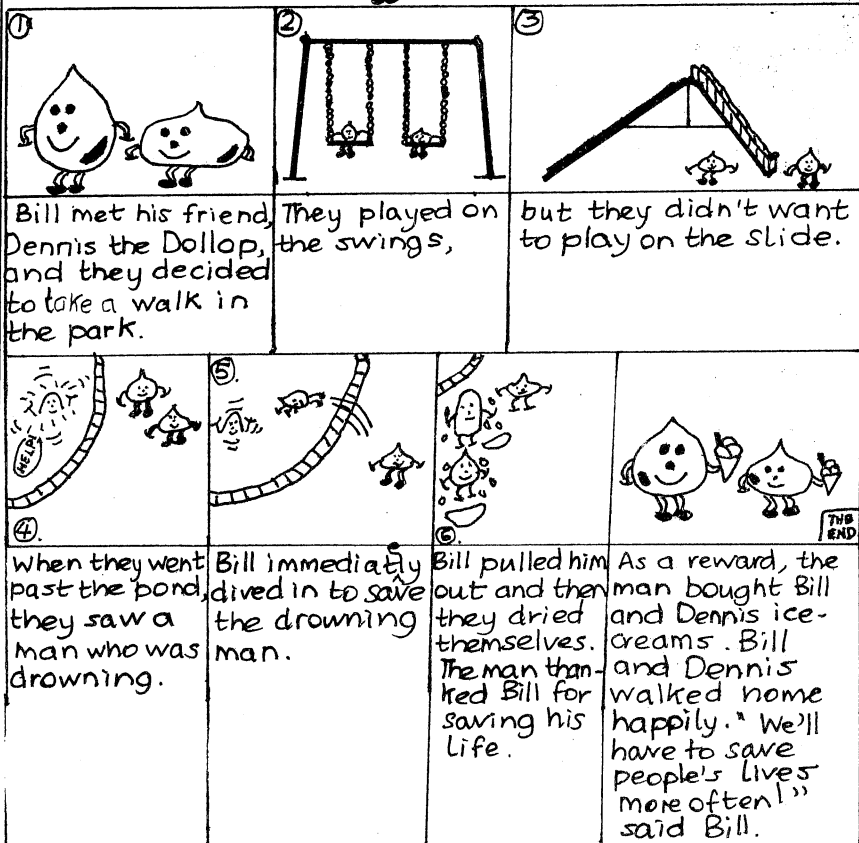 ①
Bill met his friend,
Dennis the Dollop,
and they decided
to take a walk in
the park.
②
They played on
the swings,
③
but they didn't want
to play on the slide.
HELP!
④
When they went
past the pond,
they saw a
man who was
drowning.
⑤.
Bill immediatly
dived in to save
the drowning
man.
⑥.
Bill pulled him
out and then
they dried
themselves.
The man than-
ked Bill for
saving his
life.
THE
END
As a reward, the
man bought Bill
and Dennis ice-
creams. Bill
and Dennis
walked home
happily. " We'll
have to save
people's lives
more often!"
said Bill.